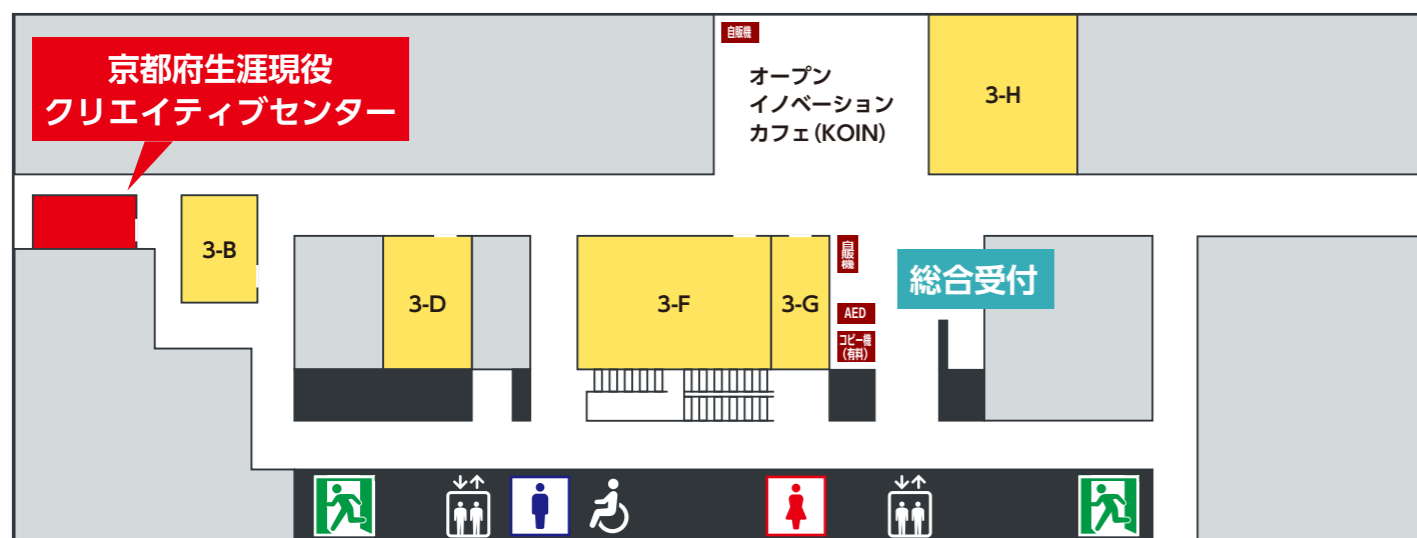 京都府生涯現役
クリエイティブセンター
自販機
オープン
イノベーション
カフェ(KOIN)
3-H
3-B
3-D
3-F
3-G
自販機
総合受付
AED
コピー機
(有料)